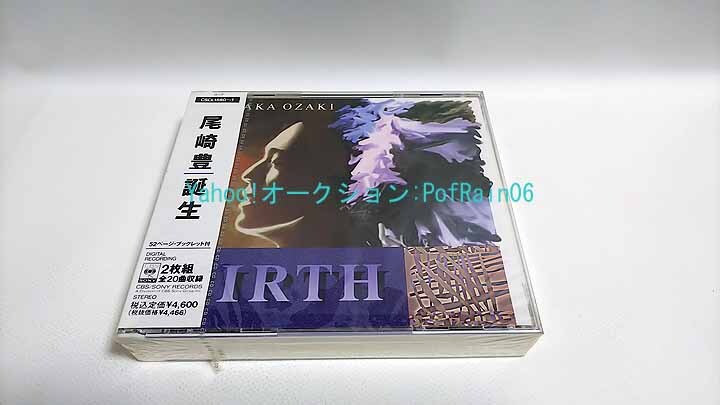 CSCL1580~1
尾崎豊 誕生
52ページ・ブックレット付
DIGITAL
RECORDING
2枚組
全20曲収録
CBS/SONY RECORDS
STEREO
税込定価¥4,600
(税抜価格¥4,466)
AKA OZAKI
IRTH
Yahoo!オークション:PofRain06